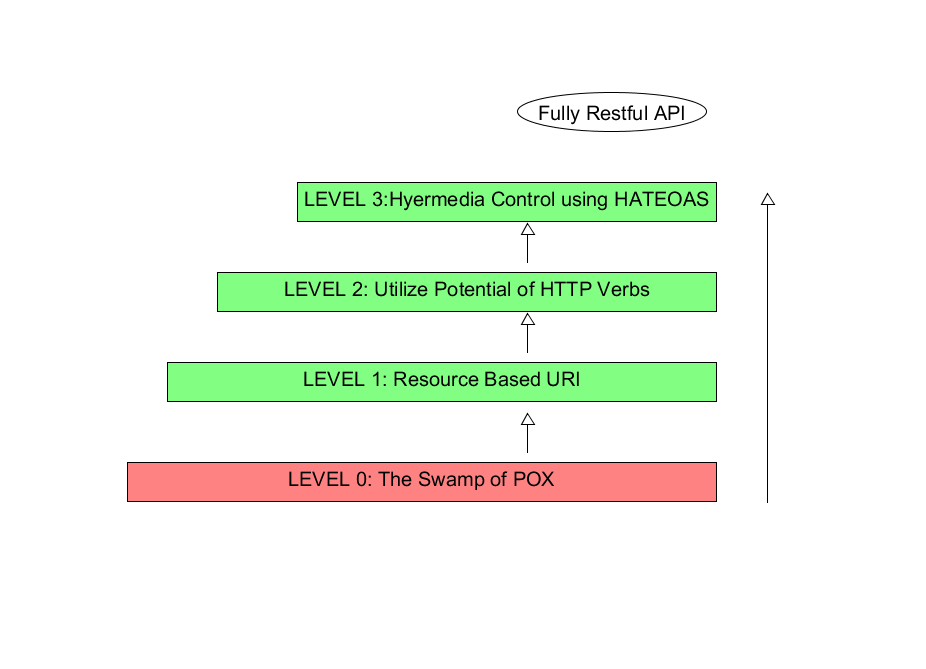 Fully Restful API
LEVEL 3:Hyermedia Control using HATEOAS
LEVEL 2: Utilize Potential of HTTP Verbs
LEVEL 1: Resource Based URI
LEVEL 0: The Swamp of POX